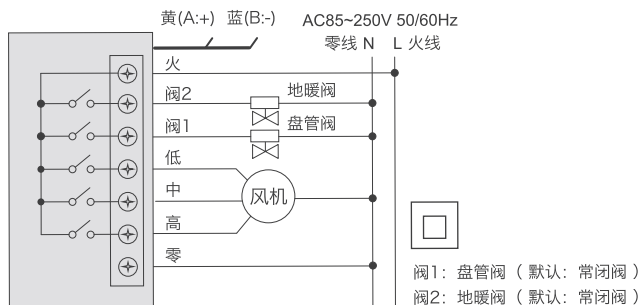 黄(A:+) 蓝(B:-) AC85~250V 50/60Hz
零线 N L 火线
火
阀2 地暖阀
阀1 盘管阀
低
中 风机
高
零
阀1：盘管阀（默认：常闭阀）
阀2：地暖阀（默认：常闭阀）